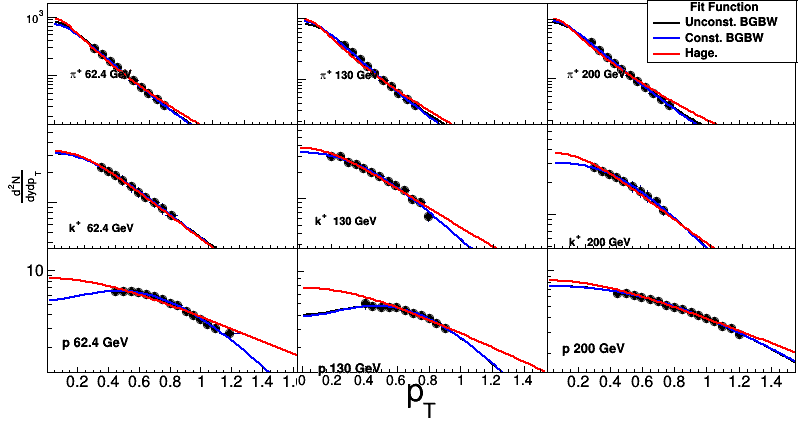 Fit Function
Unconst. BGBW
Const. BGBW
Hage.
10³
π⁺ 62.4 GeV
π⁺ 130 GeV
π⁺ 200 GeV
d²N
dydp_T
k⁺ 62.4 GeV
k⁺ 130 GeV
k⁺ 200 GeV
10
p 62.4 GeV
p 130 GeV
p 200 GeV
0.2 0.4 0.6 0.8 1 1.2 1.4 1.6 0.2 0.4 0.6 0.8 1 1.2 1.4 0.2 0.4 0.6 0.8 1 1.2 1.4
p_T